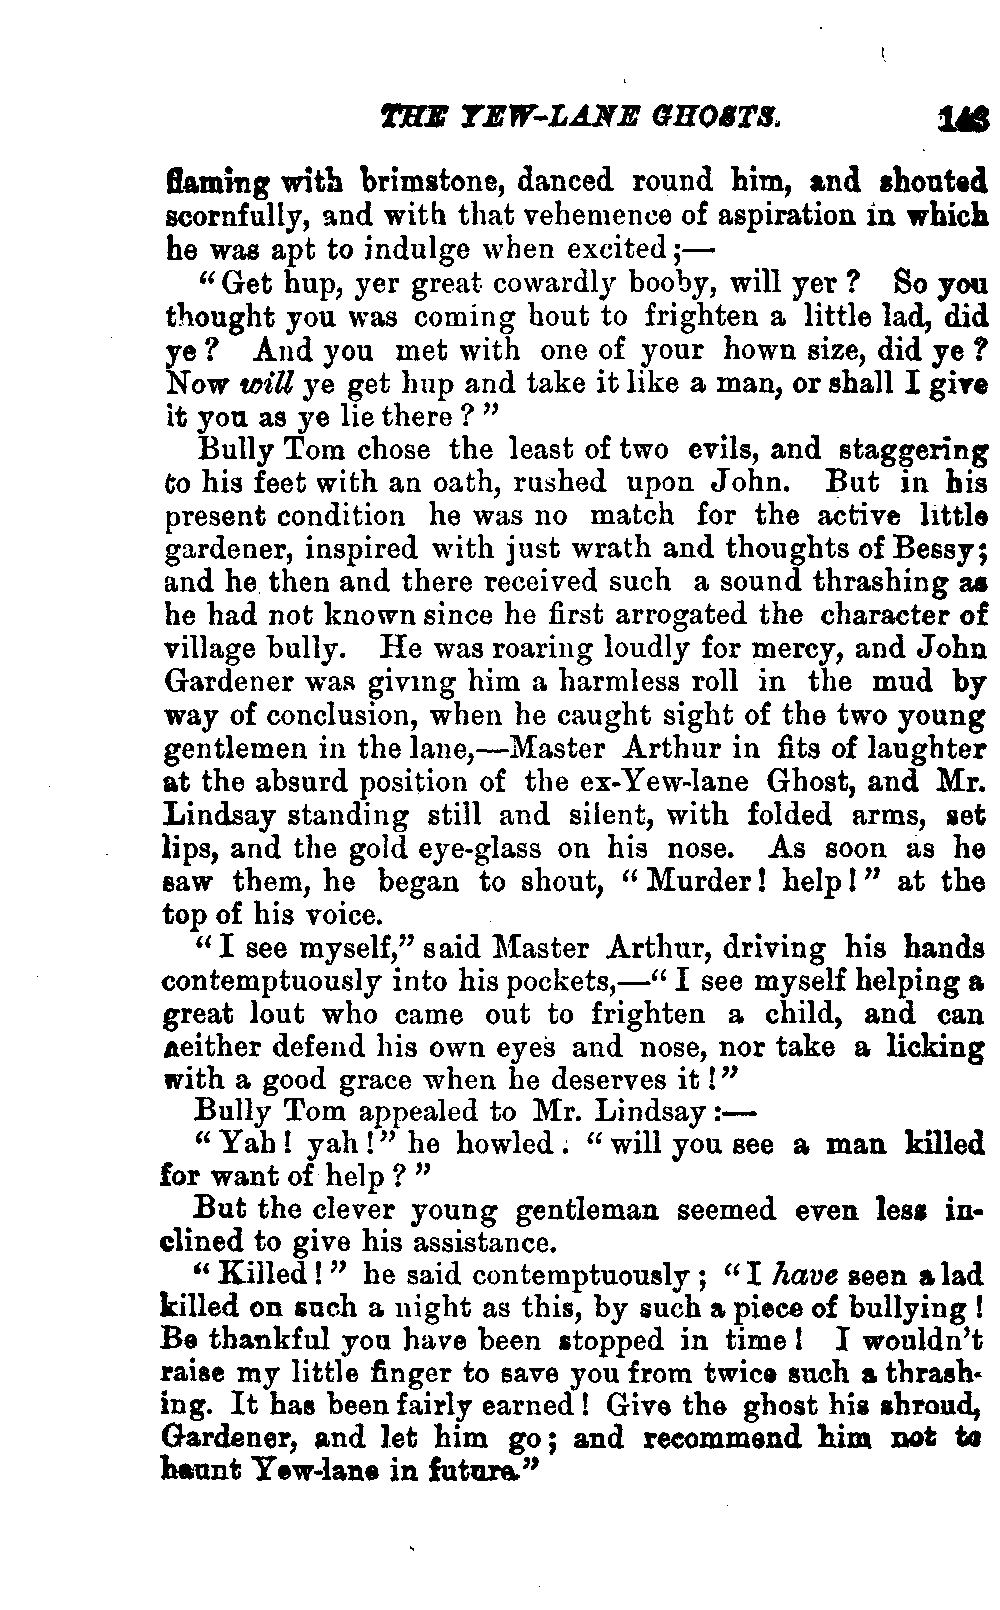 THE YEW-LANE GHOSTS. 143
flaming with brimstone, danced round him, and shouted
scornfully, and with that vehemence of aspiration in which
he was apt to indulge when excited;—
"Get hup, yer great cowardly booby, will yer? So you
thought you was coming hout to frighten a little lad, did
ye? And you met with one of your hown size, did ye?
Now will ye get hup and take it like a man, or shall I give
it you as ye lie there?"
Bully Tom chose the least of two evils, and staggering
to his feet with an oath, rushed upon John. But in his
present condition he was no match for the active little
gardener, inspired with just wrath and thoughts of Bessy;
and he then and there received such a sound thrashing as
he had not known since he first arrogated the character of
village bully. He was roaring loudly for mercy, and John
Gardener was giving him a harmless roll in the mud by
way of conclusion, when he caught sight of the two young
gentlemen in the lane,—Master Arthur in fits of laughter
at the absurd position of the ex-Yew-lane Ghost, and Mr.
Lindsay standing still and silent, with folded arms, set
lips, and the gold eye-glass on his nose. As soon as he
saw them, he began to shout, "Murder! help!" at the
top of his voice.
"I see myself," said Master Arthur, driving his hands
contemptuously into his pockets,—"I see myself helping a
great lout who came out to frighten a child, and can
neither defend his own eyes and nose, nor take a licking
with a good grace when he deserves it!"
Bully Tom appealed to Mr. Lindsay:—
"Yah! yah!" he howled: "will you see a man killed
for want of help?"
But the clever young gentleman seemed even less in-
clined to give his assistance.
"Killed!" he said contemptuously; "I have seen a lad
killed on such a night as this, by such a piece of bullying!
Be thankful you have been stopped in time! I wouldn't
raise my little finger to save you from twice such a thrash-
ing. It has been fairly earned! Give the ghost his shroud,
Gardener, and let him go; and recommend him not to
haunt Yew-lane in future."